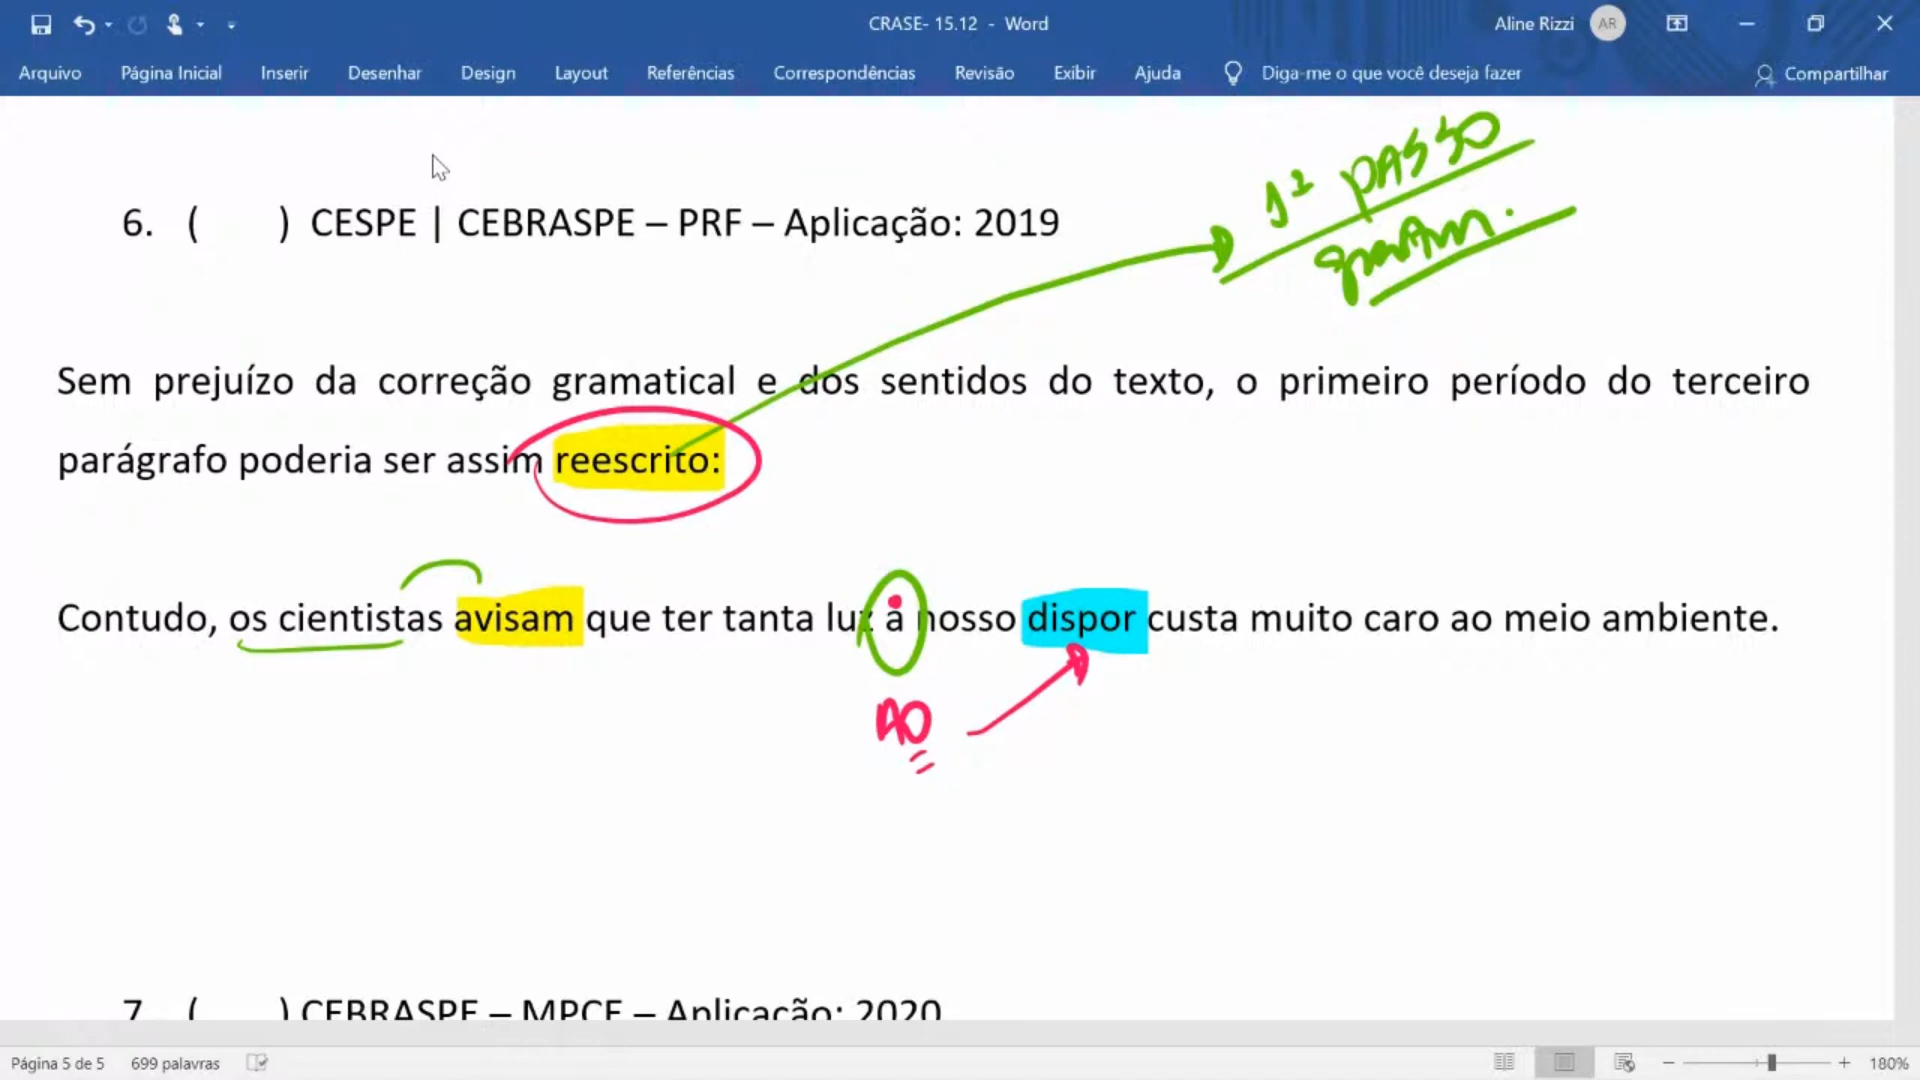 CRASE- 15.12 - Word
Aline Rizzi AR
Arquivo Página Inicial Inserir Desenhar Design Layout Referências Correspondências Revisão Exibir Ajuda Diga-me o que você deseja fazer Compartilhar
1º PASSO
gram.
6. ( ) CESPE | CEBRASPE – PRF – Aplicação: 2019
Sem prejuízo da correção gramatical e dos sentidos do texto, o primeiro período do terceiro
parágrafo poderia ser assim reescrito:
Contudo, os cientistas avisam que ter tanta luz à nosso dispor custa muito caro ao meio ambiente.
AO
7. ( ) CEBRASPE – MPCE – Aplicação: 2020
Página 5 de 5 699 palavras 180%